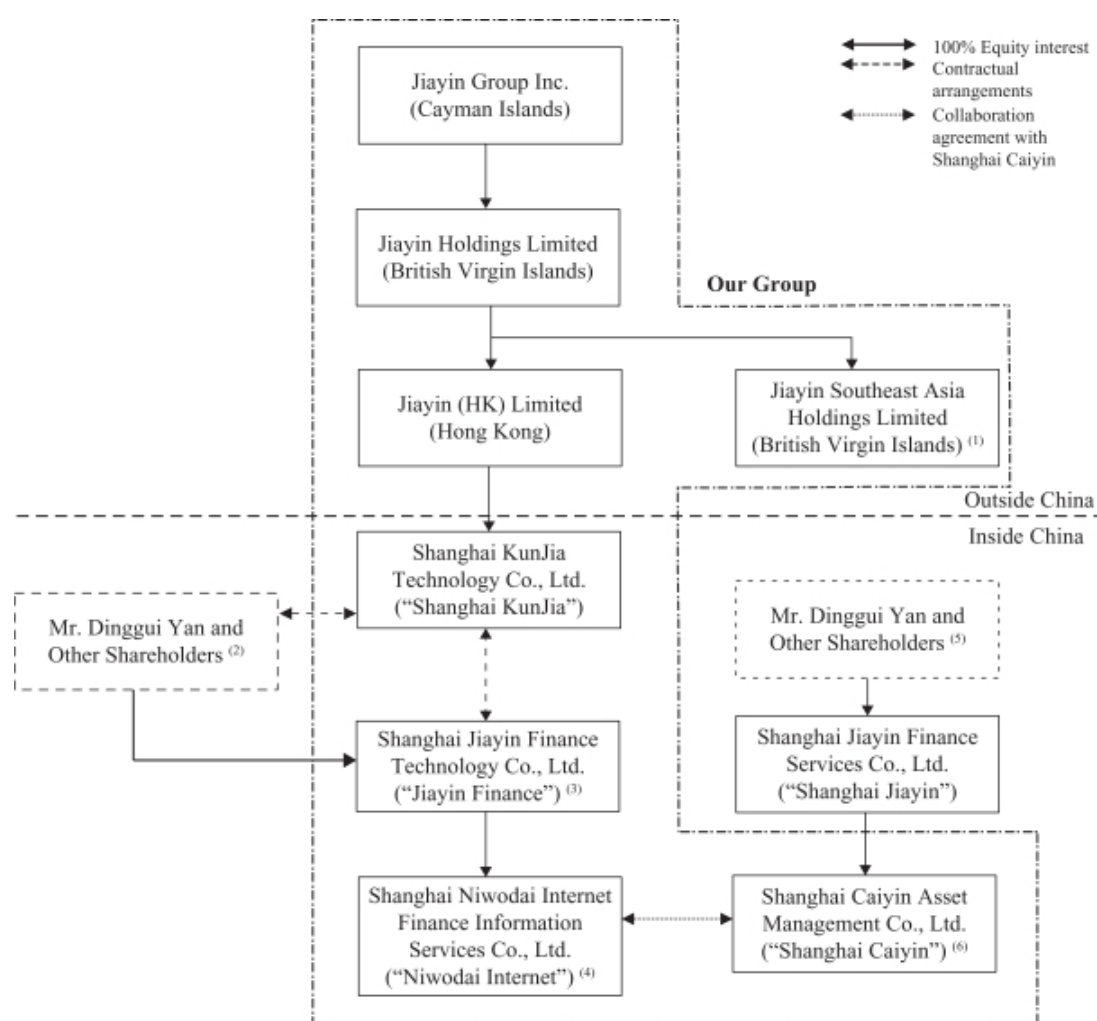 100% Equity interest
Contractual
arrangements
Collaboration
agreement with
Shanghai Caiyin
Jiayin Group Inc.
(Cayman Islands)
Jiayin Holdings Limited
(British Virgin Islands)
Our Group
Jiayin (HK) Limited
(Hong Kong)
Jiayin Southeast Asia
Holdings Limited
(British Virgin Islands) (1)
Outside China
Inside China
Shanghai KunJia
Technology Co., Ltd.
(“Shanghai KunJia”)
Mr. Dinggui Yan and
Other Shareholders (2)
Mr. Dinggui Yan and
Other Shareholders (5)
Shanghai Jiayin Finance
Technology Co., Ltd.
(“Jiayin Finance”) (3)
Shanghai Jiayin Finance
Services Co., Ltd.
(“Shanghai Jiayin”)
Shanghai Niwodai Internet
Finance Information
Services Co., Ltd.
(“Niwodai Internet”) (4)
Shanghai Caiyin Asset
Management Co., Ltd.
(“Shanghai Caiyin”) (6)